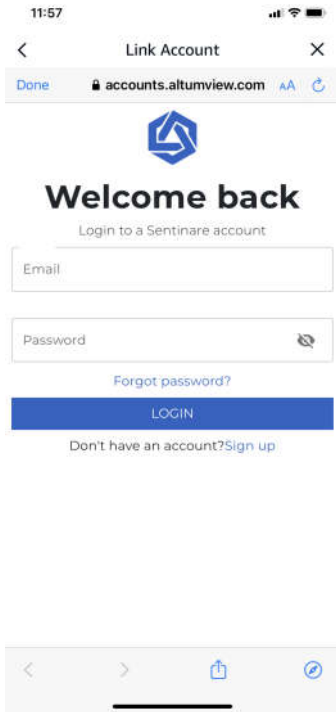 11:57
Link Account
Done accounts.altumview.com AA
Welcome back
Login to a Sentinare account
Email
Password
Forgot password?
LOGIN
Don't have an account?Sign up